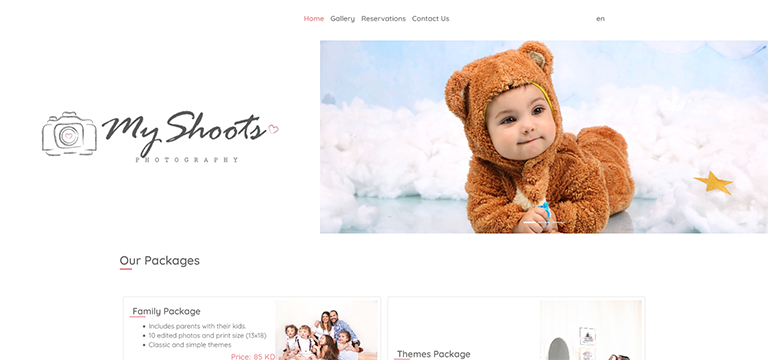 Home Gallery Reservations Contact Us en
My Shoots
PHOTOGRAPHY
Our Packages
Family Package
Includes parents with their kids.
10 edited photos and print size (13x18)
Classic and simple themes
Price: 85 KD
Themes Package